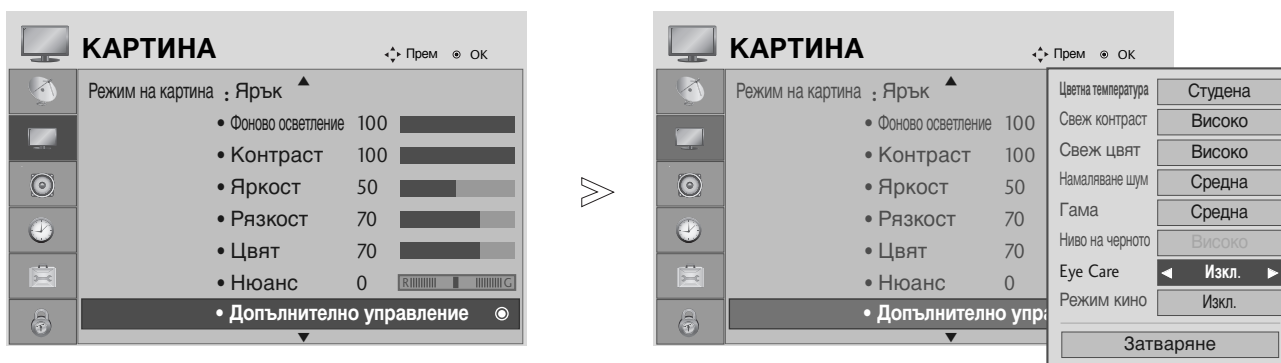 КАРТИНА
Прем OK
Режим на картина : Ярък
• Фоново осветление 100
• Контраст 100
• Яркост 50
• Рязкост 70
• Цвят 70
• Нюанс 0 R G
• Допълнително управление
КАРТИНА
Прем OK
Режим на картина : Ярък
• Фоново осветление 100
• Контраст 100
• Яркост 50
• Рязкост 70
• Цвят 70
• Нюанс 0
• Допълнително упра
Цветна температура Студена
Свеж контраст Високо
Свеж цвят Високо
Намаляване шум Средна
Гама Средна
Ниво на черното Високо
Eye Care Изкл.
Режим кино Изкл.
Затваряне